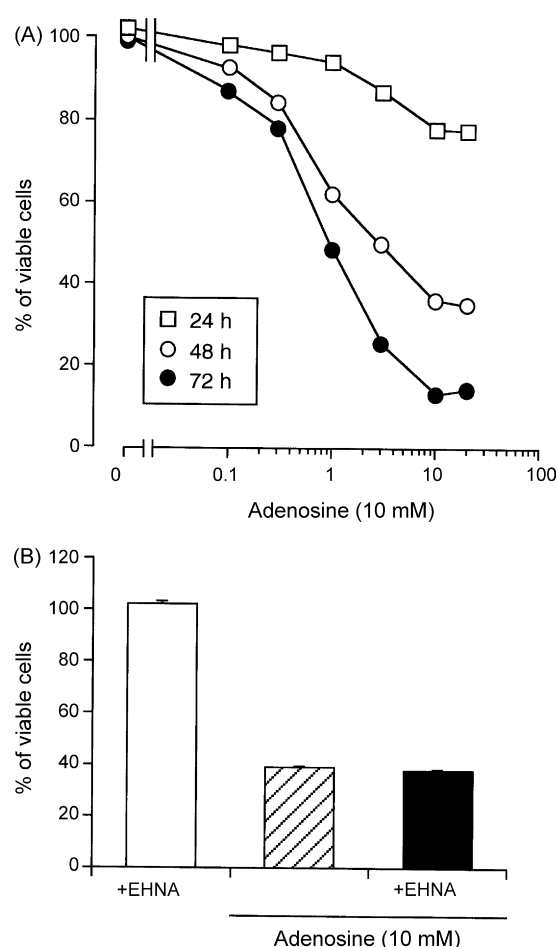 (A)
100
80
60
40
20
0
% of viable cells
24 h
48 h
72 h
0 0.1 1 10 100
Adenosine (10 mM)
(B)
120
100
80
60
40
20
0
% of viable cells
+EHNA +EHNA
Adenosine (10 mM)